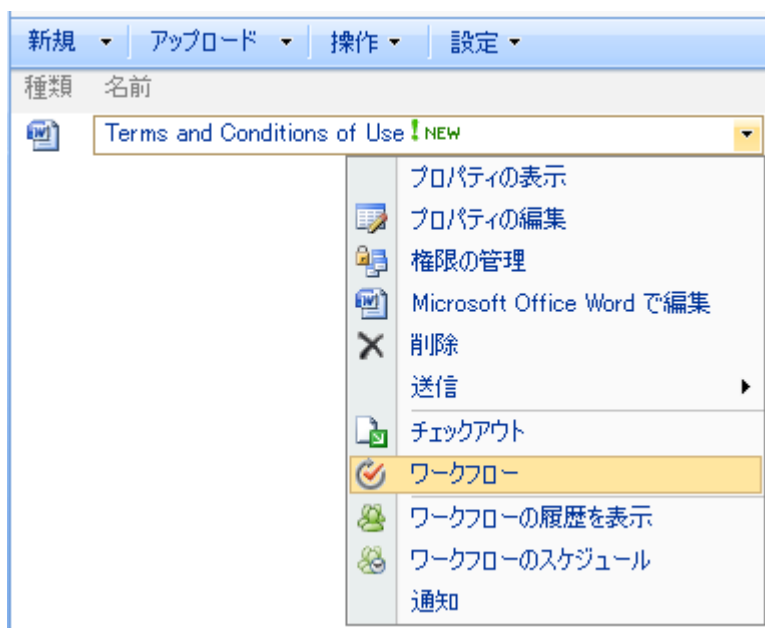 新規 アップロード 操作 設定
種類 名前
Terms and Conditions of Use ! NEW
プロパティの表示
プロパティの編集
権限の管理
Microsoft Office Word で編集
削除
送信
チェックアウト
ワークフロー
ワークフローの履歴を表示
ワークフローのスケジュール
通知